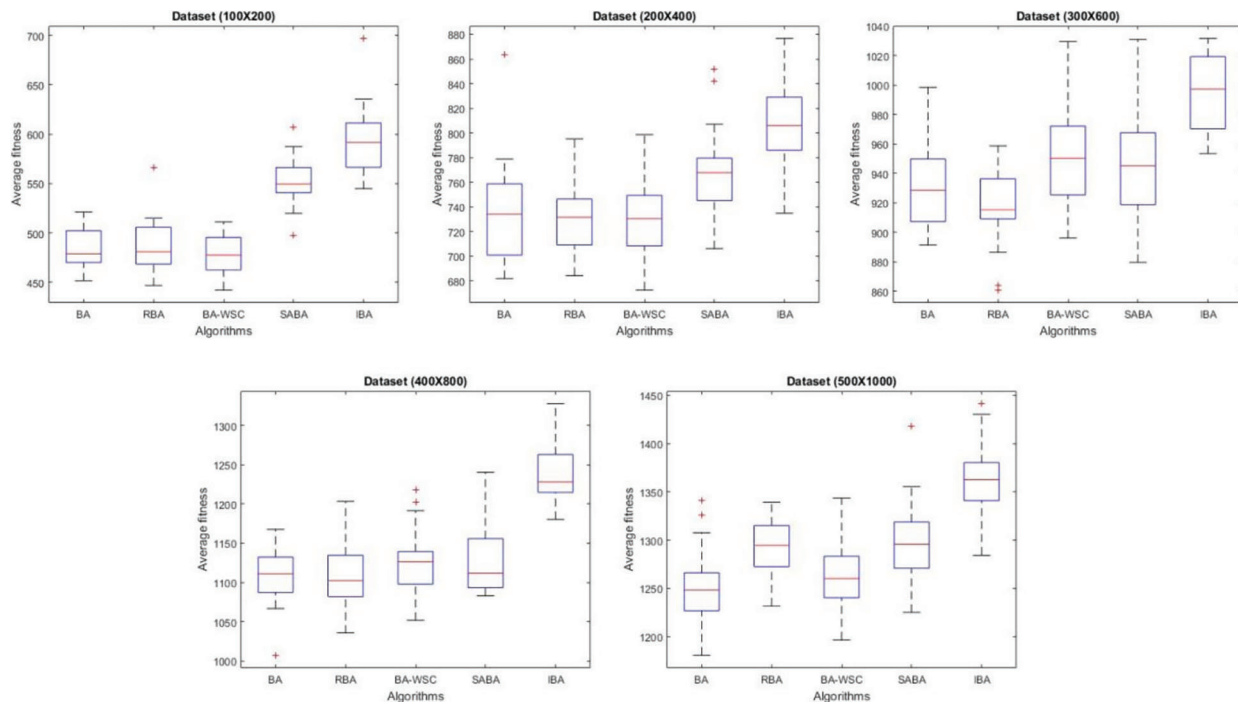 Dataset (100X200)
700
650
600
550
500
450
Average fitness
BA RBA BA-WSC SABA IBA
Algorithms
Dataset (200X400)
880
860
840
820
800
780
760
740
720
700
680
Average fitness
BA RBA BA-WSC SABA IBA
Algorithms
Dataset (300X600)
1040
1020
1000
980
960
940
920
900
880
860
Average fitness
BA RBA BA-WSC SABA IBA
Algorithms
Dataset (400X800)
1300
1250
1200
1150
1100
1050
1000
Average fitness
BA RBA BA-WSC SABA IBA
Algorithms
Dataset (500X1000)
1450
1400
1350
1300
1250
1200
Average fitness
BA RBA BA-WSC SABA IBA
Algorithms